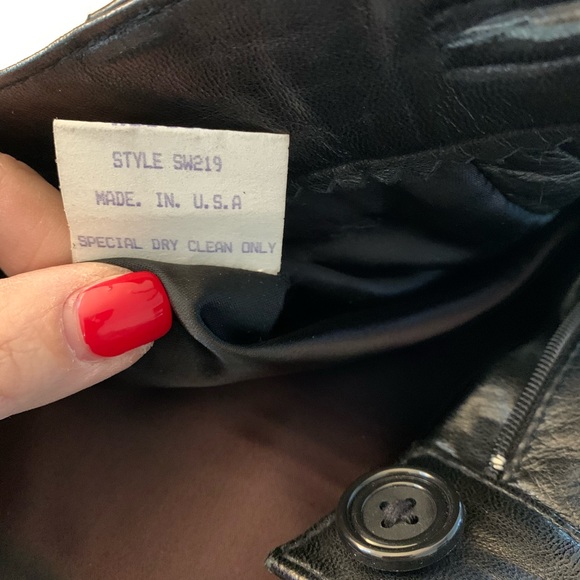 STYLE SW219
MADE. IN. U.S.A
SPECIAL DRY CLEAN ONLY